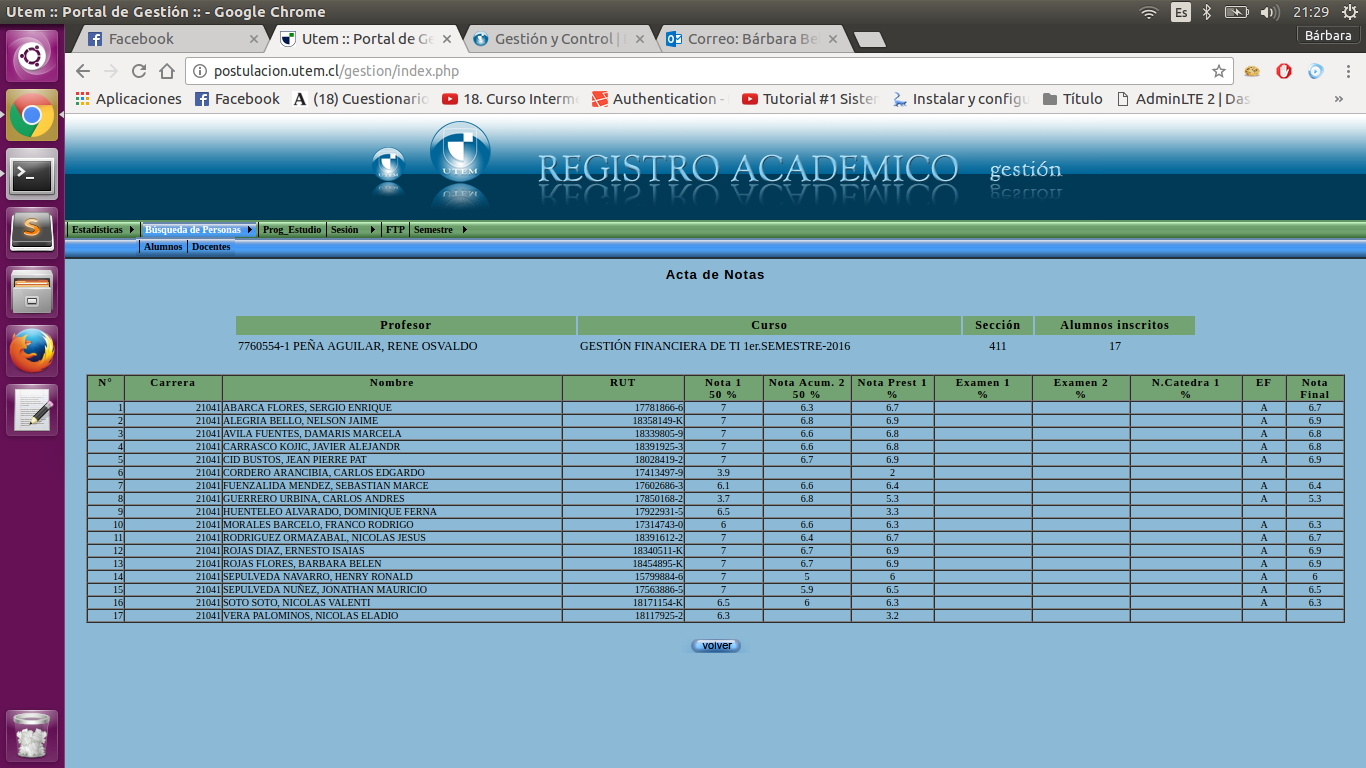 Utem :: Portal de Gestión :: - Google Chrome
Es
21:29
Facebook
Utem :: Portal de Ge
Gestión y Control |
Correo: Bárbara Be
Bárbara
postulacion.utem.cl/gestion/index.php
Aplicaciones
Facebook
(18) Cuestionario
18. Curso Interme
Authentication -
Tutorial #1 Sister
Instalar y configu
Título
AdminLTE 2 | Das
»
UTEM
UTEM
REGISTRO ACADEMICO gestión
Estadísticas
Búsqueda de Personas
Prog_Estudio
Sesión
FTP
Semestre
Alumnos
Docentes
Acta de Notas
Profesor Curso Sección Alumnos inscritos
7760554-1 PEÑA AGUILAR, RENE OSVALDO GESTIÓN FINANCIERA DE TI 1er.SEMESTRE-2016 411 17
N° Carrera Nombre RUT Nota 1 50 % Nota Acum. 2 50 % Nota Prest 1 % Examen 1 % Examen 2 % N.Catedra 1 % EF Nota Final
1 21041 ABARCA FLORES, SERGIO ENRIQUE 17781866-6 7 6.3 6.7 A 6.7
2 21041 ALEGRIA BELLO, NELSON JAIME 18358149-K 7 6.8 6.9 A 6.9
3 21041 AVILA FUENTES, DAMARIS MARCELA 18339805-9 7 6.6 6.8 A 6.8
4 21041 CARRASCO KOJIC, JAVIER ALEJANDR 18391925-3 7 6.6 6.8 A 6.8
5 21041 CID BUSTOS, JEAN PIERRE PAT 18028419-2 7 6.7 6.9 A 6.9
6 21041 CORDERO ARANCIBIA, CARLOS EDGARDO 17413497-9 3.9 2
7 21041 FUENZALIDA MENDEZ, SEBASTIAN MARCE 17602686-3 6.1 6.6 6.4 A 6.4
8 21041 GUERRERO URBINA, CARLOS ANDRES 17850168-2 3.7 6.8 5.3 A 5.3
9 21041 HUENTELEO ALVARADO, DOMINIQUE FERNA 17922931-5 6.5 3.3
10 21041 MORALES BARCELO, FRANCO RODRIGO 17314743-0 6 6.6 6.3 A 6.3
11 21041 RODRIGUEZ ORMAZABAL, NICOLAS JESUS 18391612-2 7 6.4 6.7 A 6.7
12 21041 ROJAS DIAZ, ERNESTO ISAIAS 18340511-K 7 6.7 6.9 A 6.9
13 21041 ROJAS FLORES, BARBARA BELEN 18454895-K 7 6.7 6.9 A 6.9
14 21041 SEPULVEDA NAVARRO, HENRY RONALD 15799884-6 7 5 6 A 6
15 21041 SEPULVEDA NUÑEZ, JONATHAN MAURICIO 17563886-5 7 5.9 6.5 A 6.5
16 21041 SOTO SOTO, NICOLAS VALENTI 18171154-K 6.5 6 6.3 A 6.3
17 21041 VERA PALOMINOS, NICOLAS ELADIO 18117925-2 6.3 3.2
volver